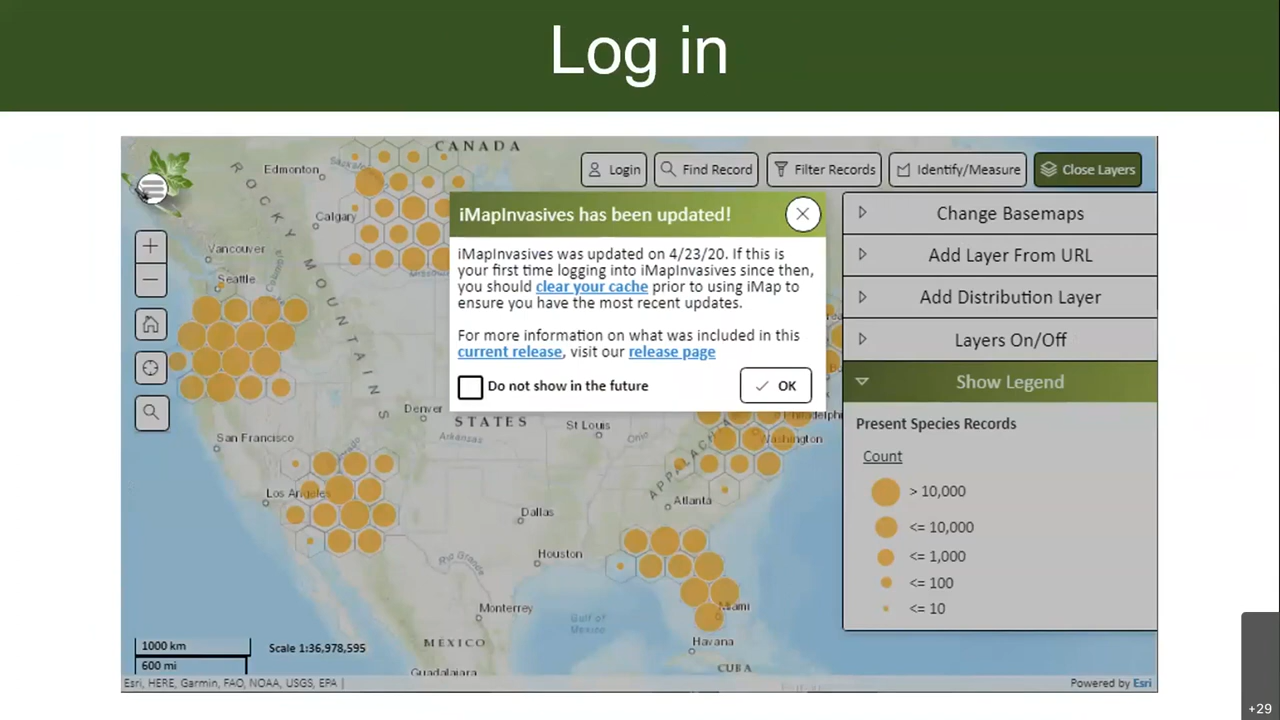 Log in
CANADA
Edmonton
Login
Find Record
Filter Records
Identify/Measure
Close Layers
ROCKY MOUNTAINS
Calgary
Vancouver
Seattle
iMapInvasives has been updated!
iMapInvasives was updated on 4/23/20. If this is
your first time logging into iMapInvasives since then,
you should clear your cache prior to using iMap to
ensure you have the most recent updates.
For more information on what was included in this
current release, visit our release page
Do not show in the future
OK
Change Basemaps
Add Layer From URL
Add Distribution Layer
Layers On/Off
Show Legend
Present Species Records
Count
> 10,000
<= 10,000
<= 1,000
<= 100
<= 10
Denver
STATES
St Louis
Arkansas
Ohio
Washington
San Francisco
Los Angeles
Atlanta
Dallas
Houston
Rio Grande
Monterrey
Gulf of
Mexico
Miami
MÉXICO
Havana
CUBA
Guadalajara
1000 km
600 mi
Scale 1:36,978,595
Esri, HERE, Garmin, FAO, NOAA, USGS, EPA |
Powered by Esri
+29